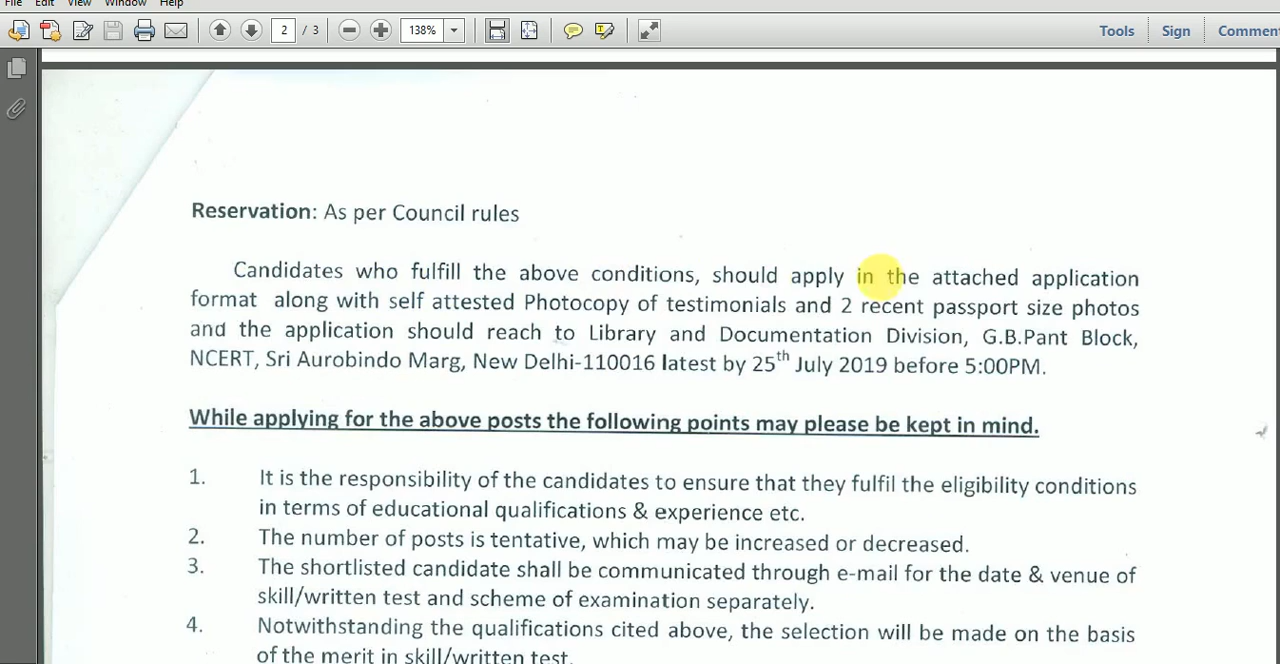 File Edit View Window Help
2 / 3 138% Tools Sign Comment
Reservation: As per Council rules
Candidates who fulfill the above conditions, should apply in the attached application
format along with self attested Photocopy of testimonials and 2 recent passport size photos
and the application should reach to Library and Documentation Division, G.B.Pant Block,
NCERT, Sri Aurobindo Marg, New Delhi-110016 latest by 25th July 2019 before 5:00PM.
While applying for the above posts the following points may please be kept in mind.
1. It is the responsibility of the candidates to ensure that they fulfil the eligibility conditions
in terms of educational qualifications & experience etc.
2. The number of posts is tentative, which may be increased or decreased.
3. The shortlisted candidate shall be communicated through e-mail for the date & venue of
skill/written test and scheme of examination separately.
4. Notwithstanding the qualifications cited above, the selection will be made on the basis
of the merit in skill/written test.